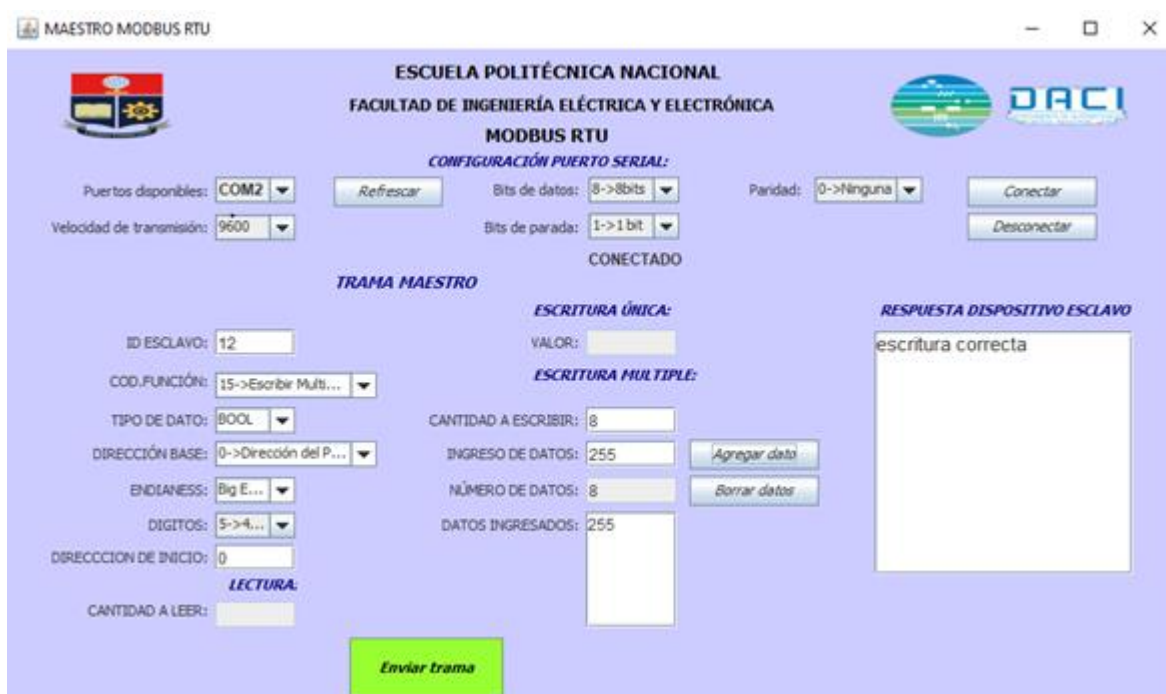 MAESTRO MODBUS RTU
ESCUELA POLITÉCNICA NACIONAL
FACULTAD DE INGENIERÍA ELÉCTRICA Y ELECTRÓNICA
DACI
MODBUS RTU
CONFIGURACIÓN PUERTO SERIAL:
Puertos disponibles: COM2 Refrescar Bits de datos: 8->8bits Paridad: 0->Ninguna Conectar
Velocidad de transmisión: 9600 Bits de parada: 1->1 bit Desconectar
CONECTADO
TRAMA MAESTRO
ESCRITURA ÚNICA: RESPUESTA DISPOSITIVO ESCLAVO
ID ESCLAVO: 12 VALOR: escritura correcta
COD.FUNCIÓN: 15->Escribir Multi... ESCRITURA MULTIPLE:
TIPO DE DATO: BOOL CANTIDAD A ESCRIBIR: 8
DIRECCIÓN BASE: 0->Dirección del P... INGRESO DE DATOS: 255 Agregar dato
ENDIANESS: Big E... NÚMERO DE DATOS: 8 Borrar datos
DIGITOS: 5->4... DATOS INGRESADOS: 255
DIRECCCION DE INICIO: 0
LECTURA:
CANTIDAD A LEER:
Enviar trama